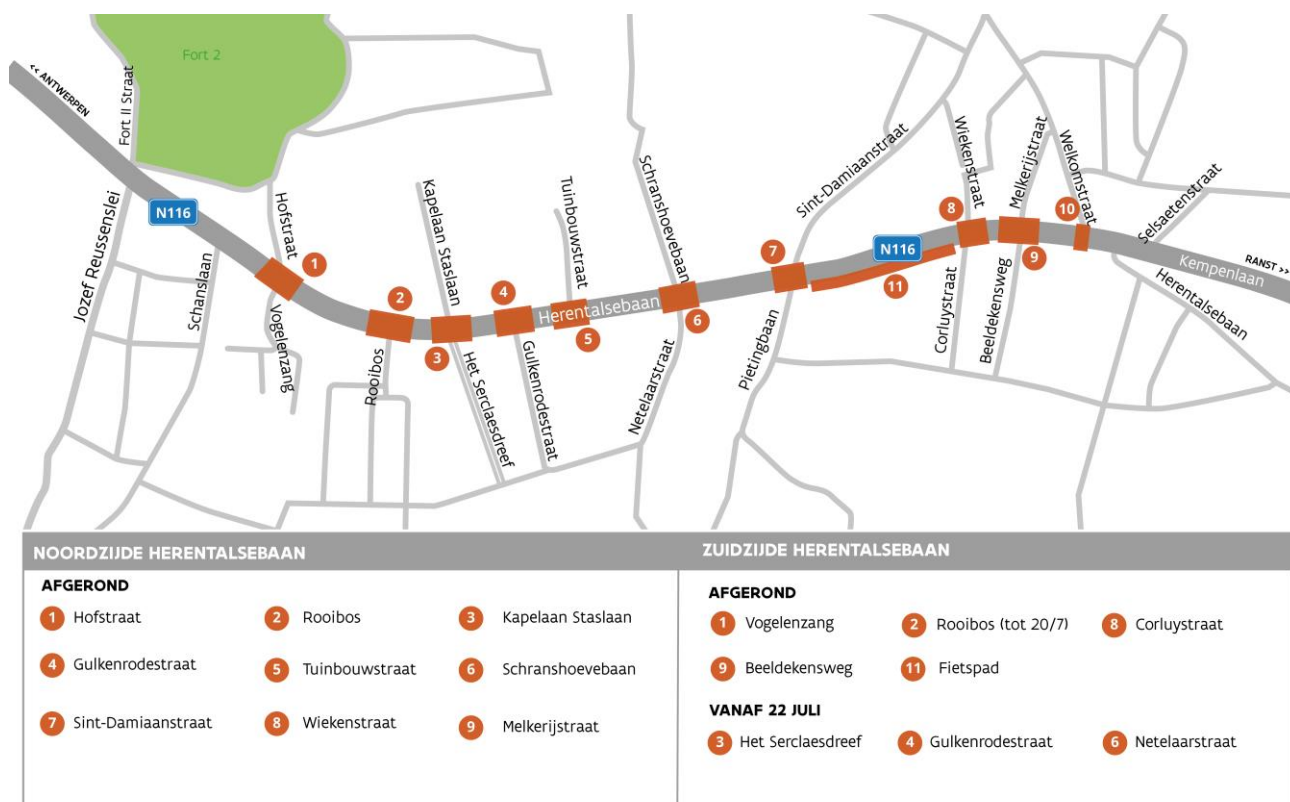 Fort 2
<< ANTWERPEN
Fort II Straat
N116
Jozef Reussenslei
Schanslaan
Hofstraat
1
Vogelenzang
2
Rooibos
Kapelaan Staslaan
3
Het Serclaesdreef
4
Gulkenrodestraat
Tuinbouwstraat
5
Herentalsebaan
Schranshoevebaan
6
Netelaarstraat
7
Pietingbaan
Sint-Damiaanstraat
N116
11
Wiekenstraat
8
Corluystraat
Melkerijstraat
9
Beeldekensweg
Welkomstraat
10
Selsaetenstraat
Kempenlaan
RANST >>
Herentalsebaan
NOORDZIJDE HERENTALSEBAAN
AFGEROND
1 Hofstraat
2 Rooibos
3 Kapelaan Staslaan
4 Gulkenrodestraat
5 Tuinbouwstraat
6 Schranshoevebaan
7 Sint-Damiaanstraat
8 Wiekenstraat
9 Melkerijstraat
ZUIDZIJDE HERENTALSEBAAN
AFGEROND
1 Vogelenzang
2 Rooibos (tot 20/7)
8 Corluystraat
9 Beeldekensweg
11 Fietspad
VANAF 22 JULI
3 Het Serclaesdreef
4 Gulkenrodestraat
6 Netelaarstraat